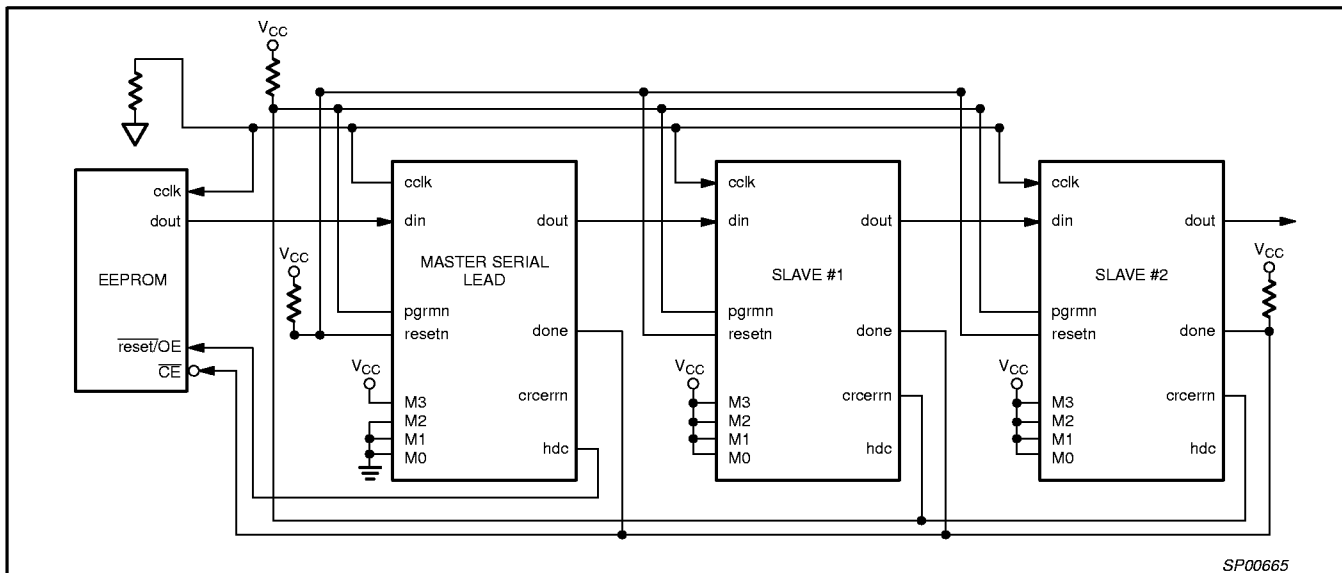 VCC
EEPROM
cclk
dout
reset/OE
CE
VCC
MASTER SERIAL
LEAD
cclk
din
dout
pgrmn
resetn
done
VCC
M3
M2
M1
M0
crcerrn
hdc
SLAVE #1
cclk
din
dout
pgrmn
resetn
done
VCC
M3
M2
M1
M0
crcerrn
hdc
SLAVE #2
cclk
din
dout
VCC
pgrmn
resetn
done
VCC
M3
M2
M1
M0
crcerrn
hdc
SP00665